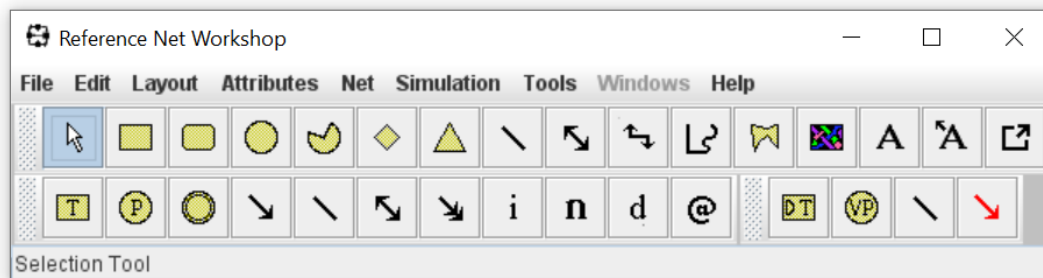 Reference Net Workshop
File Edit Layout Attributes Net Simulation Tools Windows Help
A A
T P i n d @ DT VP
Selection Tool